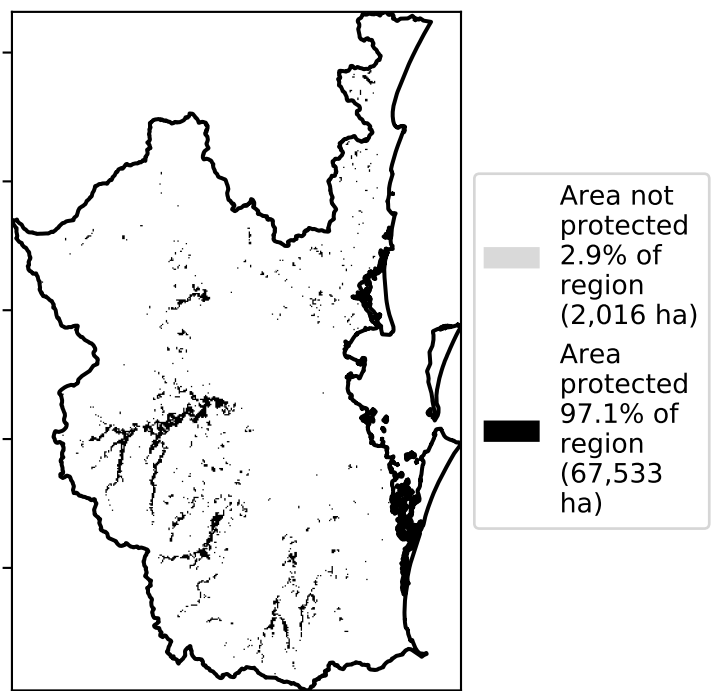 Area not
protected
2.9% of
region
(2,016 ha)
Area
protected
97.1% of
region
(67,533
ha)